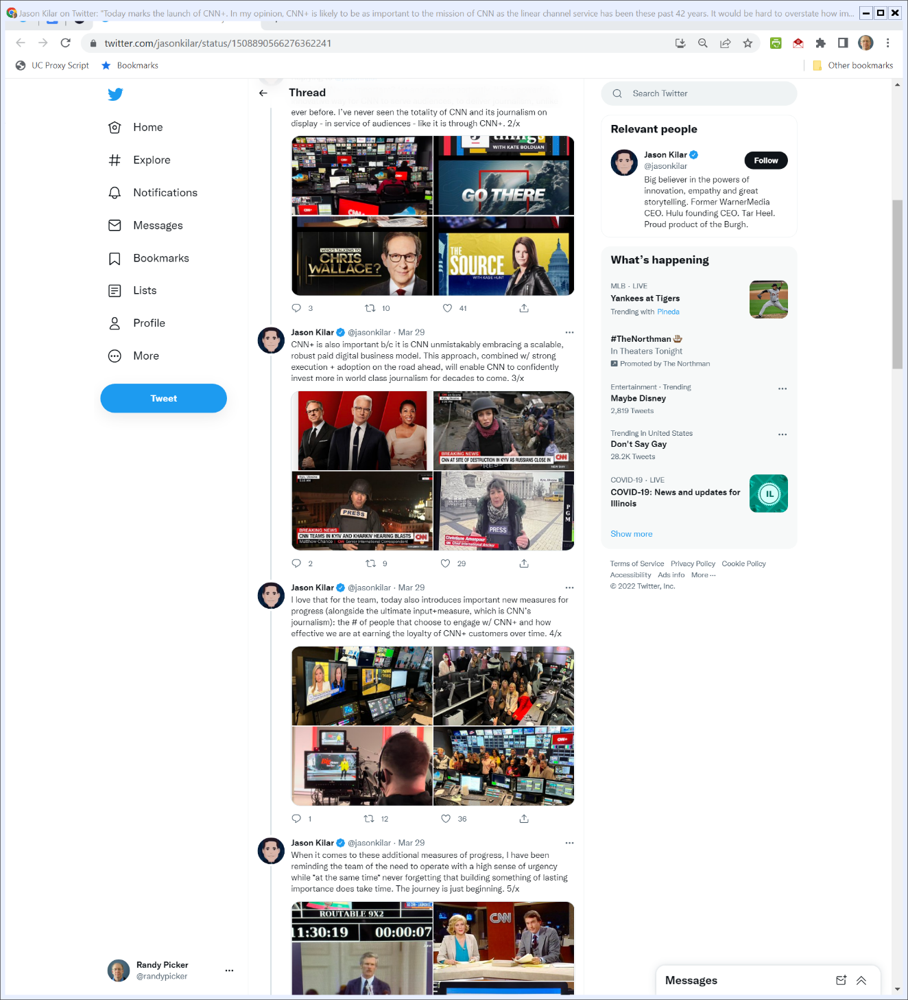 Jason Kilar on Twitter: "Today marks the launch of CNN+. In my opinion, CNN+ is likely to be as important to the mission of CNN as the linear channel service has been these past 42 years. It would be hard to overstate how im...
twitter.com/jasonkilar/status/1508890566276362241
UC Proxy Script
Bookmarks
Other bookmarks
Home
Explore
Notifications
Messages
Bookmarks
Lists
Profile
More
Tweet
Randy Picker
@randypicker
Thread
ever before. I've never seen the totality of CNN and its journalism on
display - in service of audiences - like it is through CNN+. 2/x
things
WITH KATE BOLDUAN
GO THERE
WHO'S TALKING TO
CHRIS
WALLACE?
THE
SOURCE
WITH KASIE HUNT
3 10 41
Jason Kilar @jasonkilar · Mar 29
CNN+ is also important b/c it is CNN unmistakably embracing a scalable,
robust paid digital business model. This approach, combined w/ strong
execution + adoption on the road ahead, will enable CNN to confidently
invest more in world class journalism for decades to come. 3/x
Kyiv, Ukraine
BREAKING NEWS
CNN AT SITE OF DESTRUCTION IN KYIV AS RUSSIANS CLOSE IN
CNN
NEW DAY
PRESS
Kyiv, Ukraine
PRESS
BREAKING NEWS
CNN TEAMS IN KYIV AND KHARKIV HEARING BLASTS
CNN
Matthew Chance Senior International Correspondent
Kyiv, Ukraine
PRESS
Christiane Amanpour
Chief International Anchor
PGM
2 9 29
Jason Kilar @jasonkilar · Mar 29
I love that for the team, today also introduces important new measures for
progress (alongside the ultimate input+measure, which is CNN's
journalism): the # of people that choose to engage w/ CNN+ and how
effective we are at earning the loyalty of CNN+ customers over time. 4/x
1 12 36
Jason Kilar @jasonkilar · Mar 29
When it comes to these additional measures of progress, I have been
reminding the team of the need to operate with a high sense of urgency
while *at the same time* never forgetting that building something of lasting
importance does take time. The journey is just beginning. 5/x
ROUTABLE 9X2
11:30:19 00:00:07
CNN
Search Twitter
Relevant people
Jason Kilar
@jasonkilar
Follow
Big believer in the powers of
innovation, empathy and great
storytelling. Former WarnerMedia
CEO. Hulu founding CEO. Tar Heel.
Proud product of the Burgh.
What's happening
MLB · LIVE
Yankees at Tigers
Trending with Pineda
#TheNorthman
In Theaters Tonight
Promoted by The Northman
Entertainment · Trending
Maybe Disney
2,819 Tweets
Trending in United States
Don't Say Gay
28.2K Tweets
COVID-19 · LIVE
COVID-19: News and updates for
Illinois
IL
Show more
Terms of Service Privacy Policy Cookie Policy
Accessibility Ads info More ···
© 2022 Twitter, Inc.
Messages